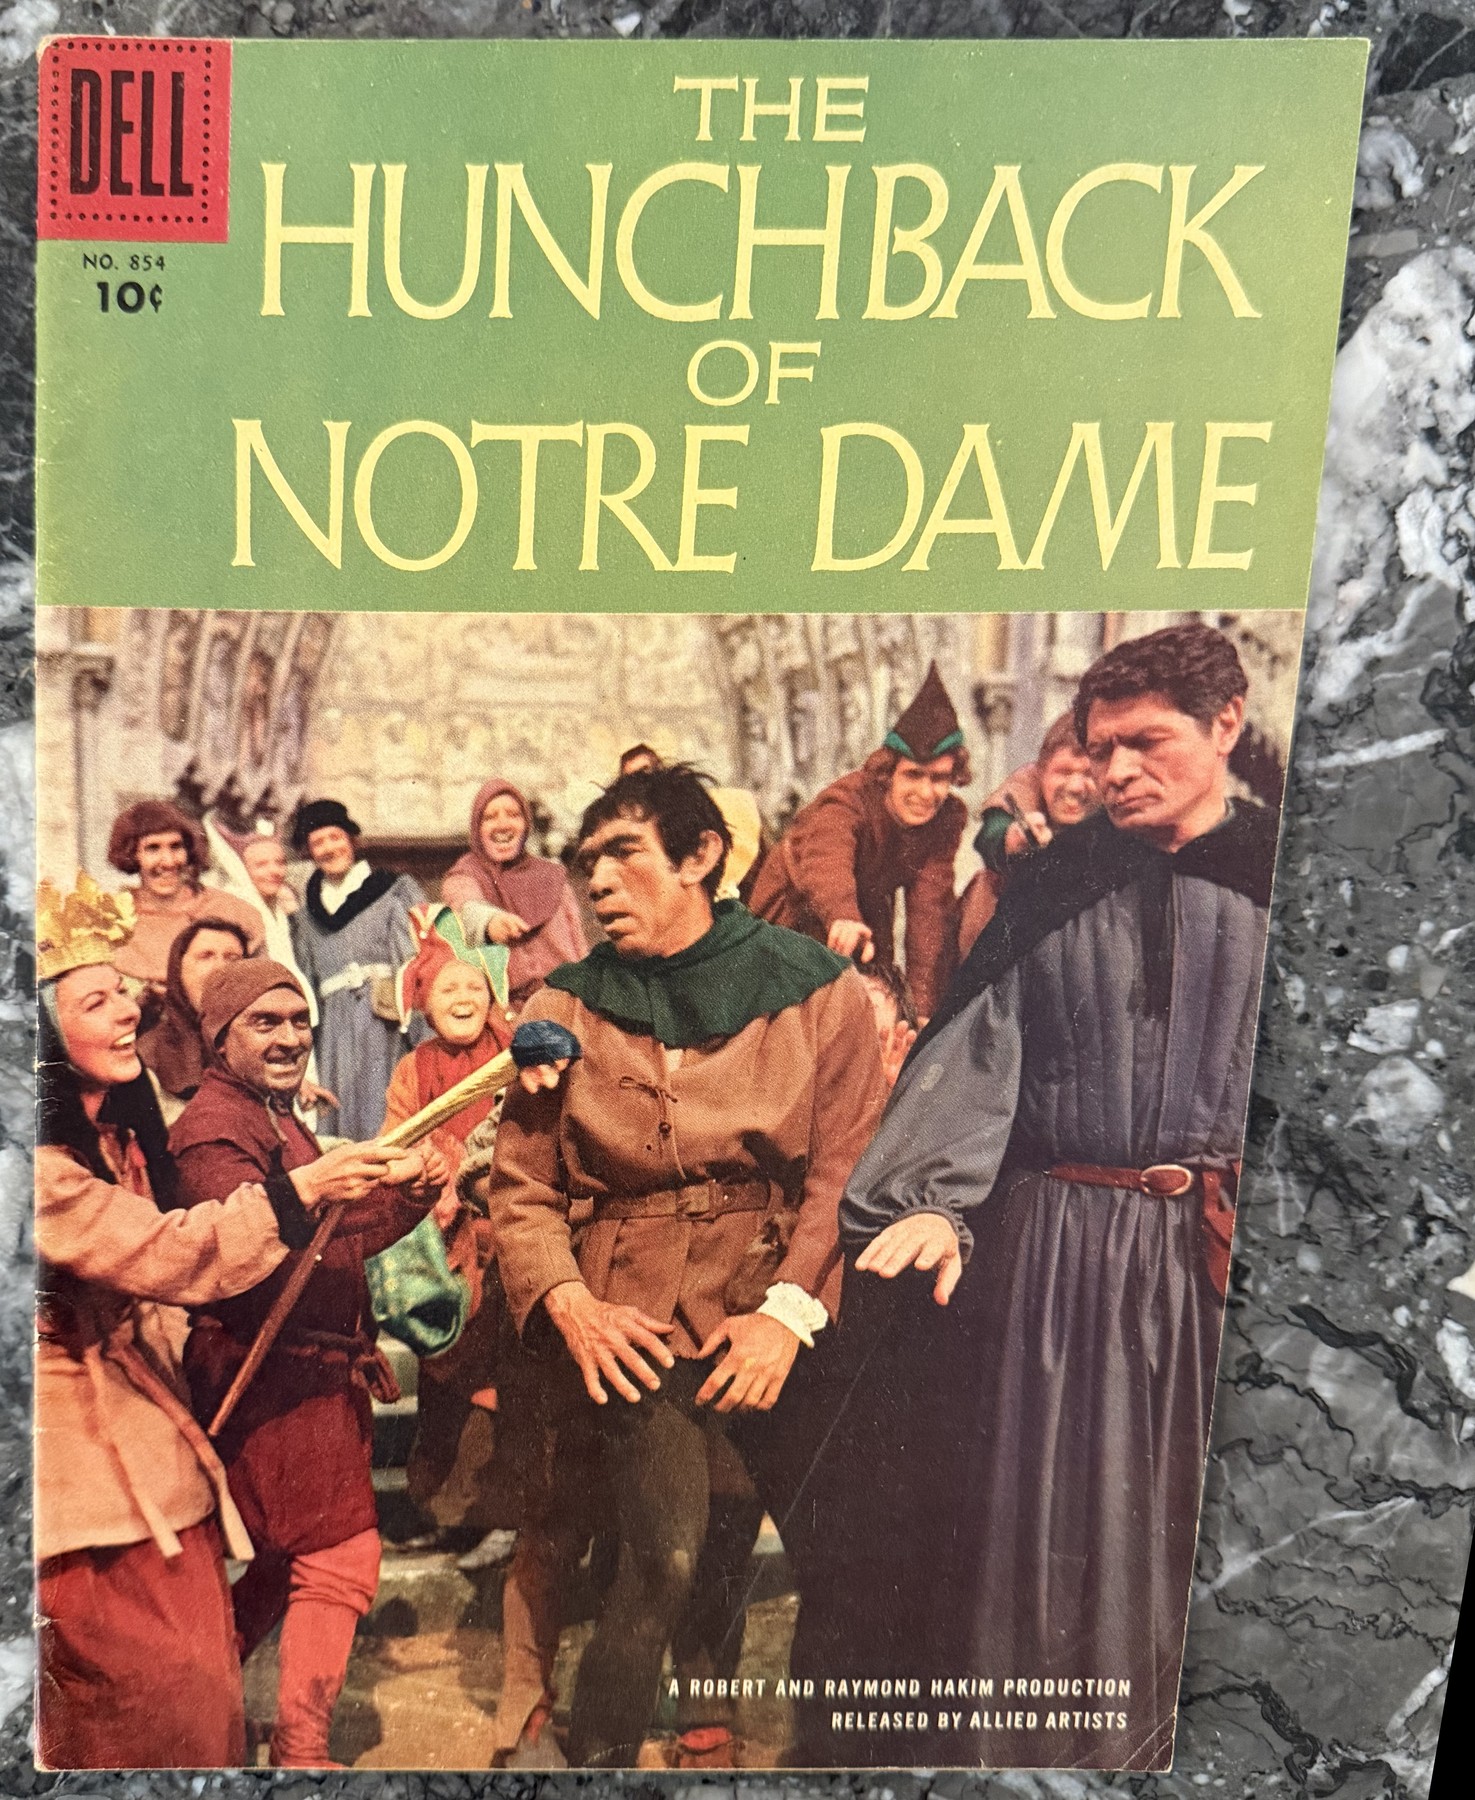 DELL
NO. 854
10¢
THE
HUNCHBACK
OF
NOTRE DAME
A ROBERT AND RAYMOND HAKIM PRODUCTION
RELEASED BY ALLIED ARTISTS